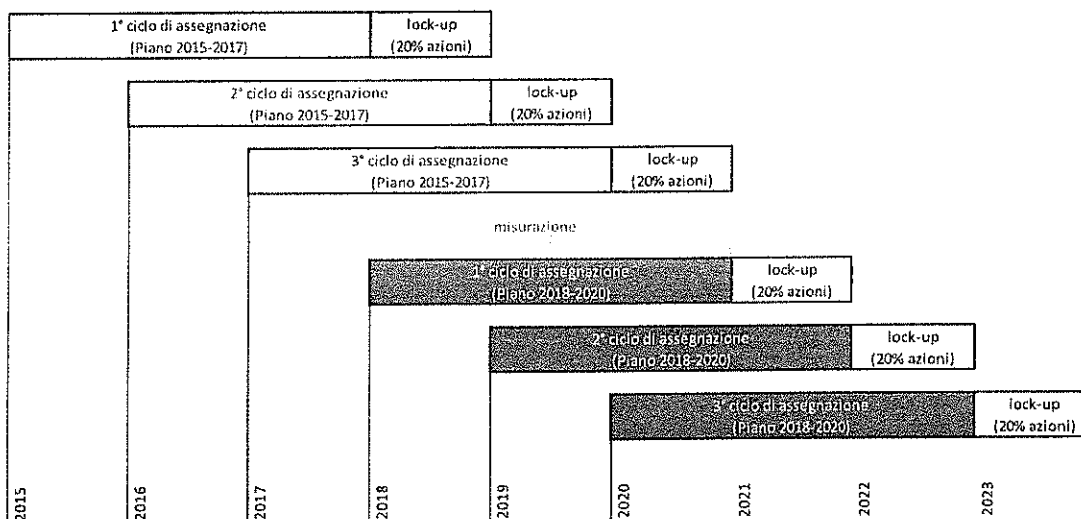 1° ciclo di assegnazione
(Piano 2015-2017)
lock-up
(20% azioni)
2° ciclo di assegnazione
(Piano 2015-2017)
lock-up
(20% azioni)
3° ciclo di assegnazione
(Piano 2015-2017)
lock-up
(20% azioni)
misurazione
1° ciclo di assegnazione
(Piano 2018-2020)
lock-up
(20% azioni)
2° ciclo di assegnazione
(Piano 2018-2020)
lock-up
(20% azioni)
3° ciclo di assegnazione
(Piano 2018-2020)
lock-up
(20% azioni)
2015
2016
2017
2018
2019
2020
2021
2022
2023